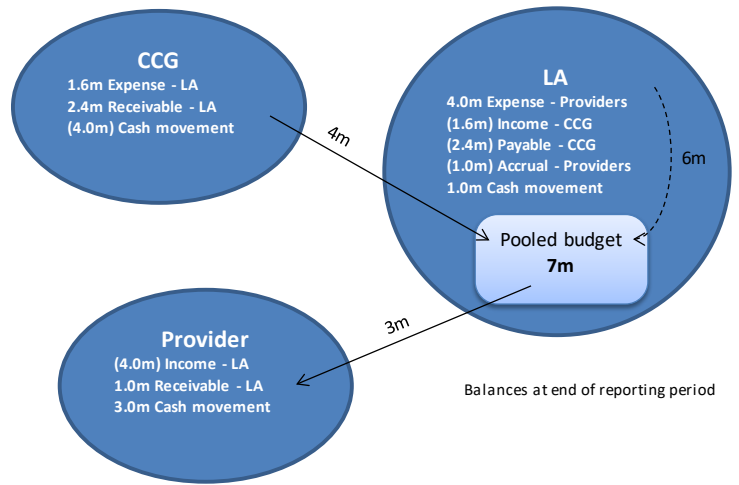 CCG
1.6m Expense - LA
2.4m Receivable - LA
(4.0m) Cash movement
4m
LA
4.0m Expense - Providers
(1.6m) Income - CCG
(2.4m) Payable - CCG
(1.0m) Accrual - Providers
1.0m Cash movement
6m
Pooled budget
7m
3m
Provider
(4.0m) Income - LA
1.0m Receivable - LA
3.0m Cash movement
Balances at end of reporting period